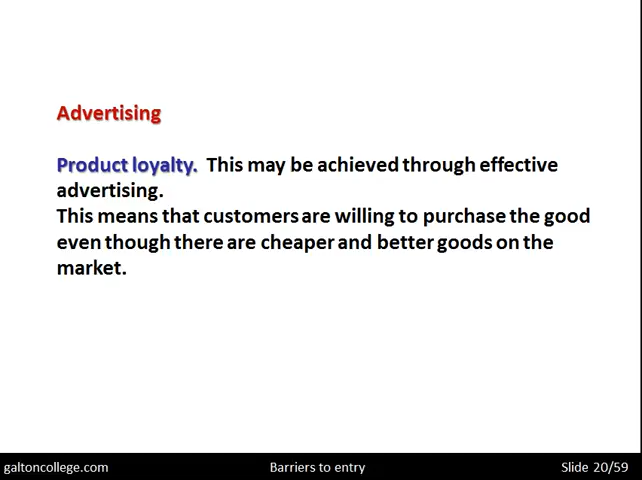 Advertising
Product loyalty. This may be achieved through effective
advertising.
This means that customers are willing to purchase the good
even though there are cheaper and better goods on the
market.
galtoncollege.com Barriers to entry Slide 20/59